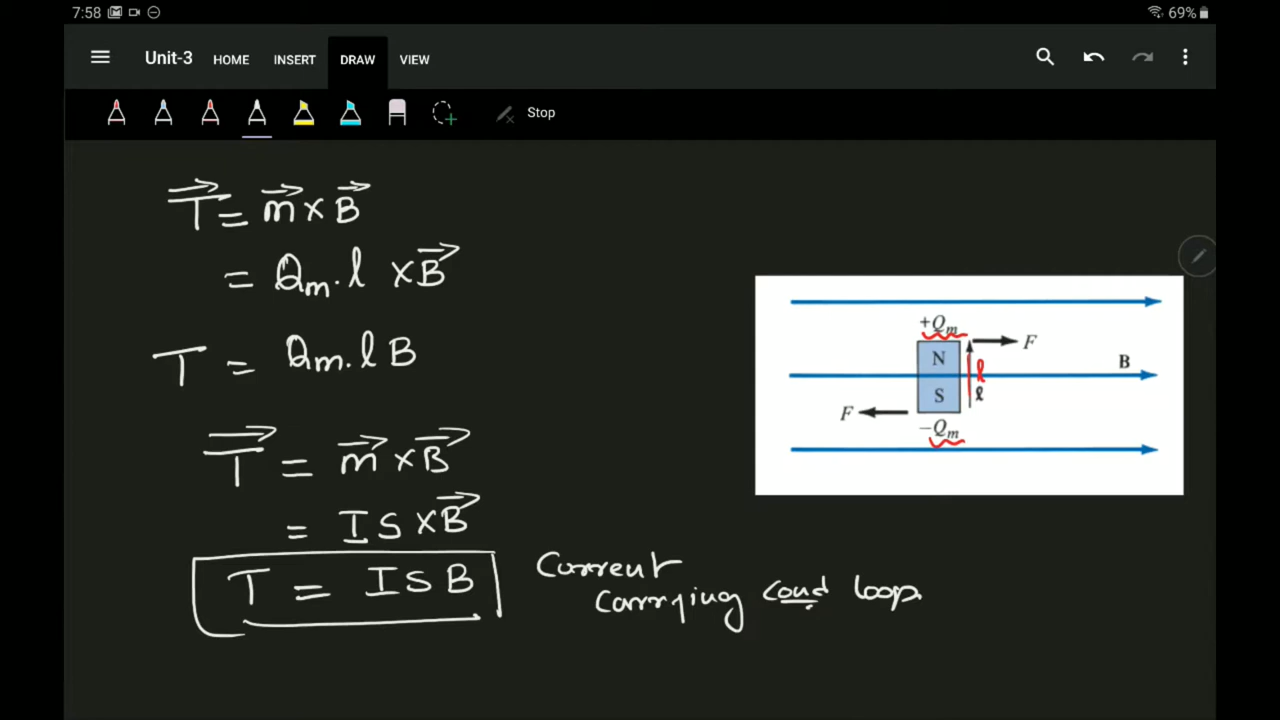 7:58 69%
Unit-3 HOME INSERT DRAW VIEW
Stop
T = m × B
= Qm. l × B
T = Qm. l B
T = m × B
= IS × B
T = ISB
Current
Carrying cond loop
+Qm
F
N
B
l
S
l
F
-Qm